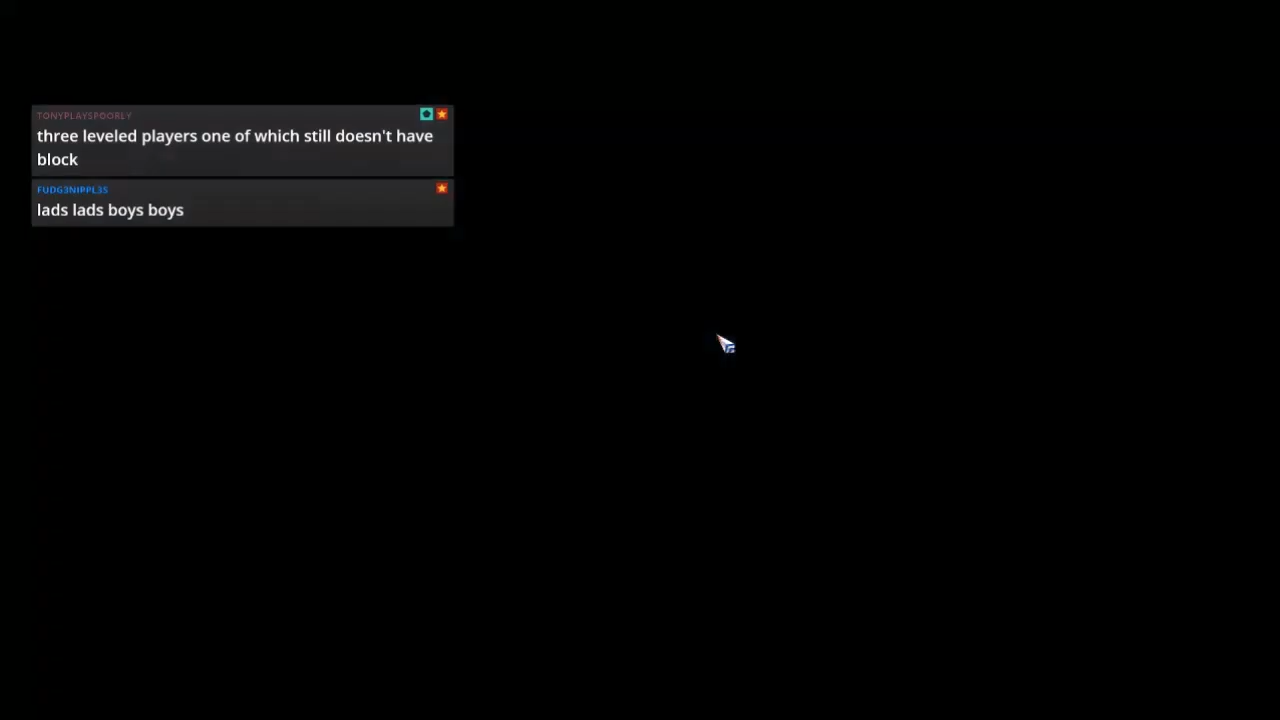 TONYPLAYSPOORLY
three leveled players one of which still doesn't have
block
FUDG3NIPPL3S
lads lads boys boys